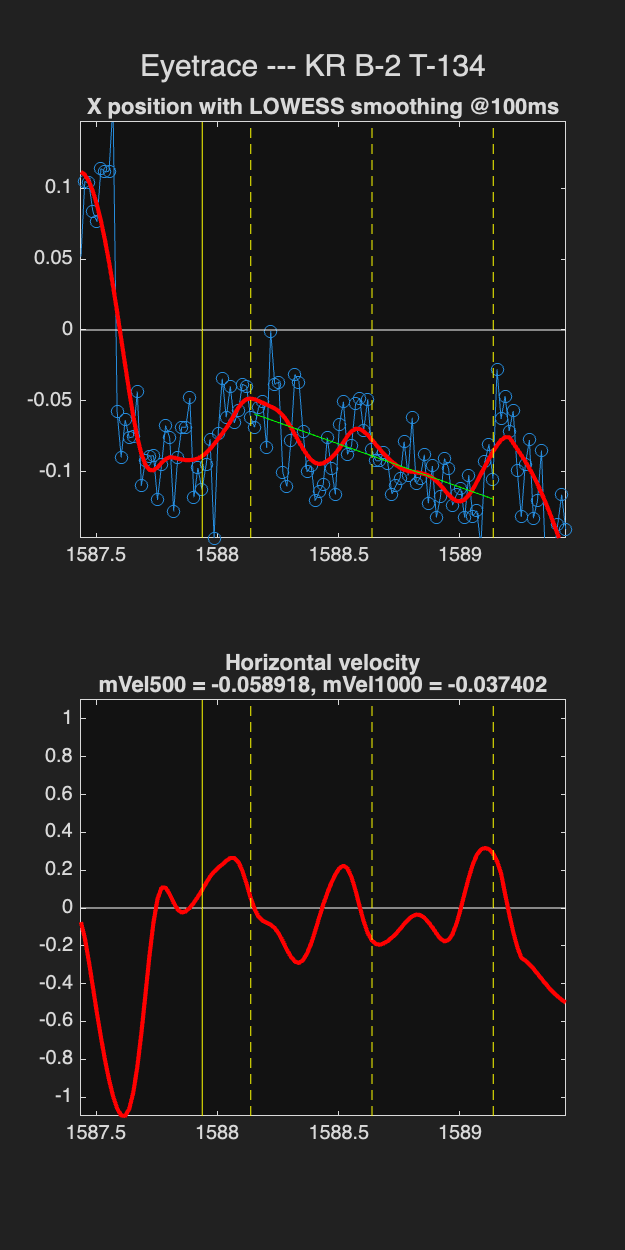 Eyetrace --- KR B-2 T-134
X position with LOWESS smoothing @100ms
0.1
0.05
0
-0.05
-0.1
1587.5 1588 1588.5 1589
Horizontal velocity
mVel500 = -0.058918, mVel1000 = -0.037402
1
0.8
0.6
0.4
0.2
0
-0.2
-0.4
-0.6
-0.8
-1
1587.5 1588 1588.5 1589